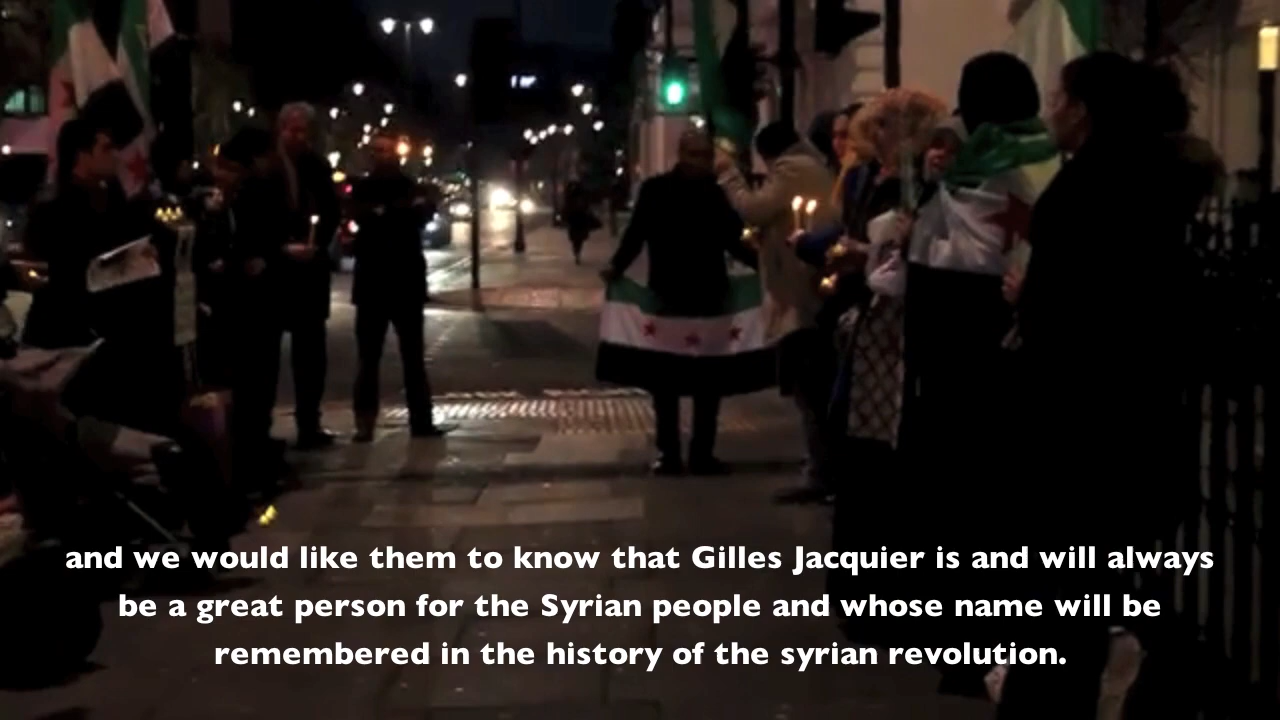 and we would like them to know that Gilles Jacquier is and will always
be a great person for the Syrian people and whose name will be
remembered in the history of the syrian revolution.